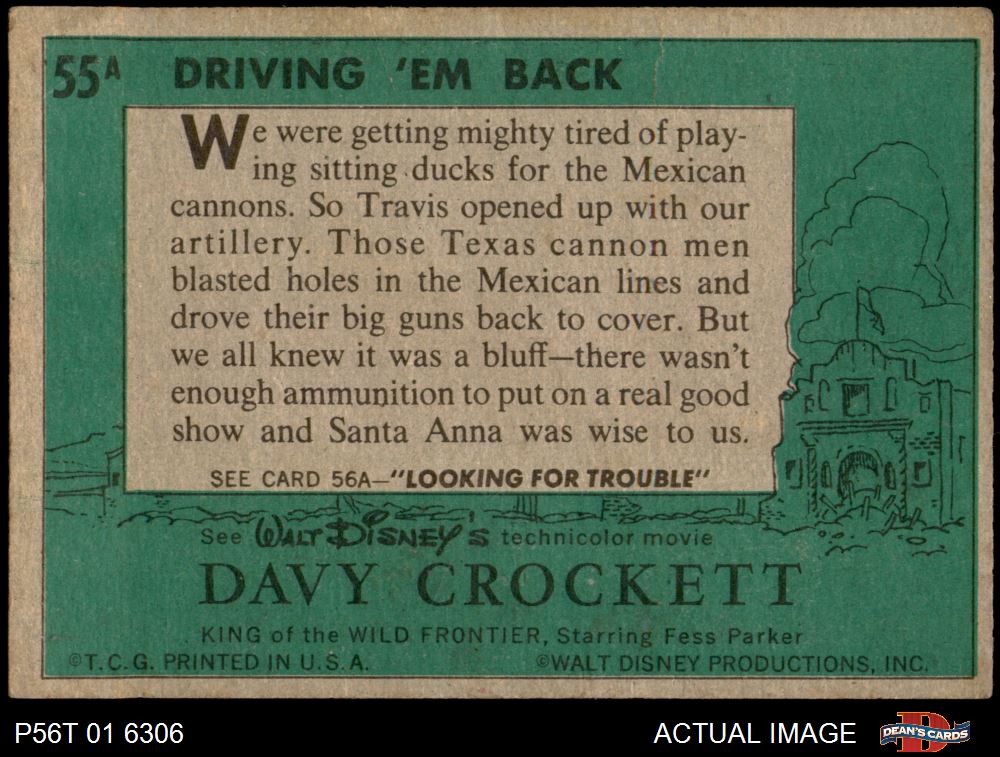 55A DRIVING 'EM BACK
We were getting mighty tired of play-
ing sitting ducks for the Mexican
cannons. So Travis opened up with our
artillery. Those Texas cannon men
blasted holes in the Mexican lines and
drove their big guns back to cover. But
we all knew it was a bluff—there wasn't
enough ammunition to put on a real good
show and Santa Anna was wise to us.
SEE CARD 56A—"LOOKING FOR TROUBLE"
See WALT DISNEY'S technicolor movie
DAVY CROCKETT
KING of the WILD FRONTIER, Starring Fess Parker
©T.C.G. PRINTED IN U.S.A. ©WALT DISNEY PRODUCTIONS, INC.
P56T 01 6306 ACTUAL IMAGE D DEAN'S CARDS